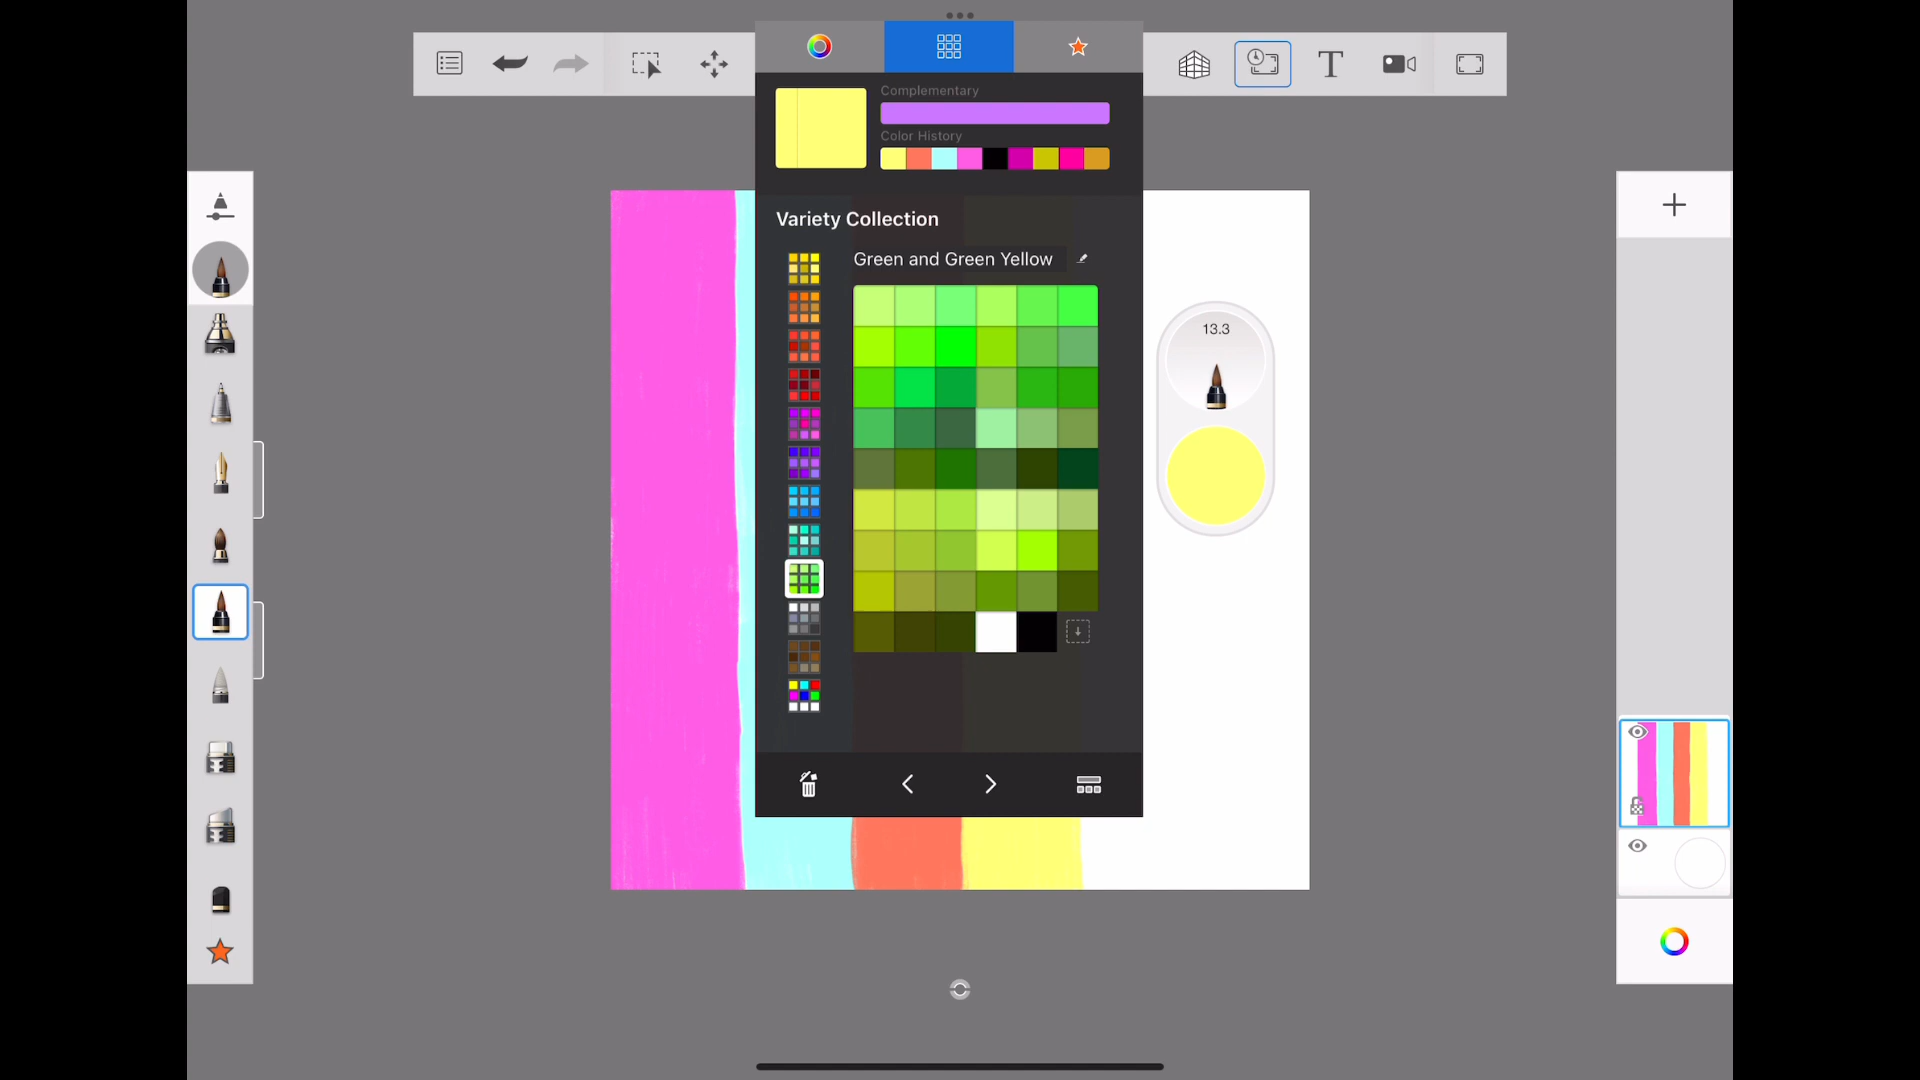 Complementary
Color History
Variety Collection
Green and Green Yellow
13.3